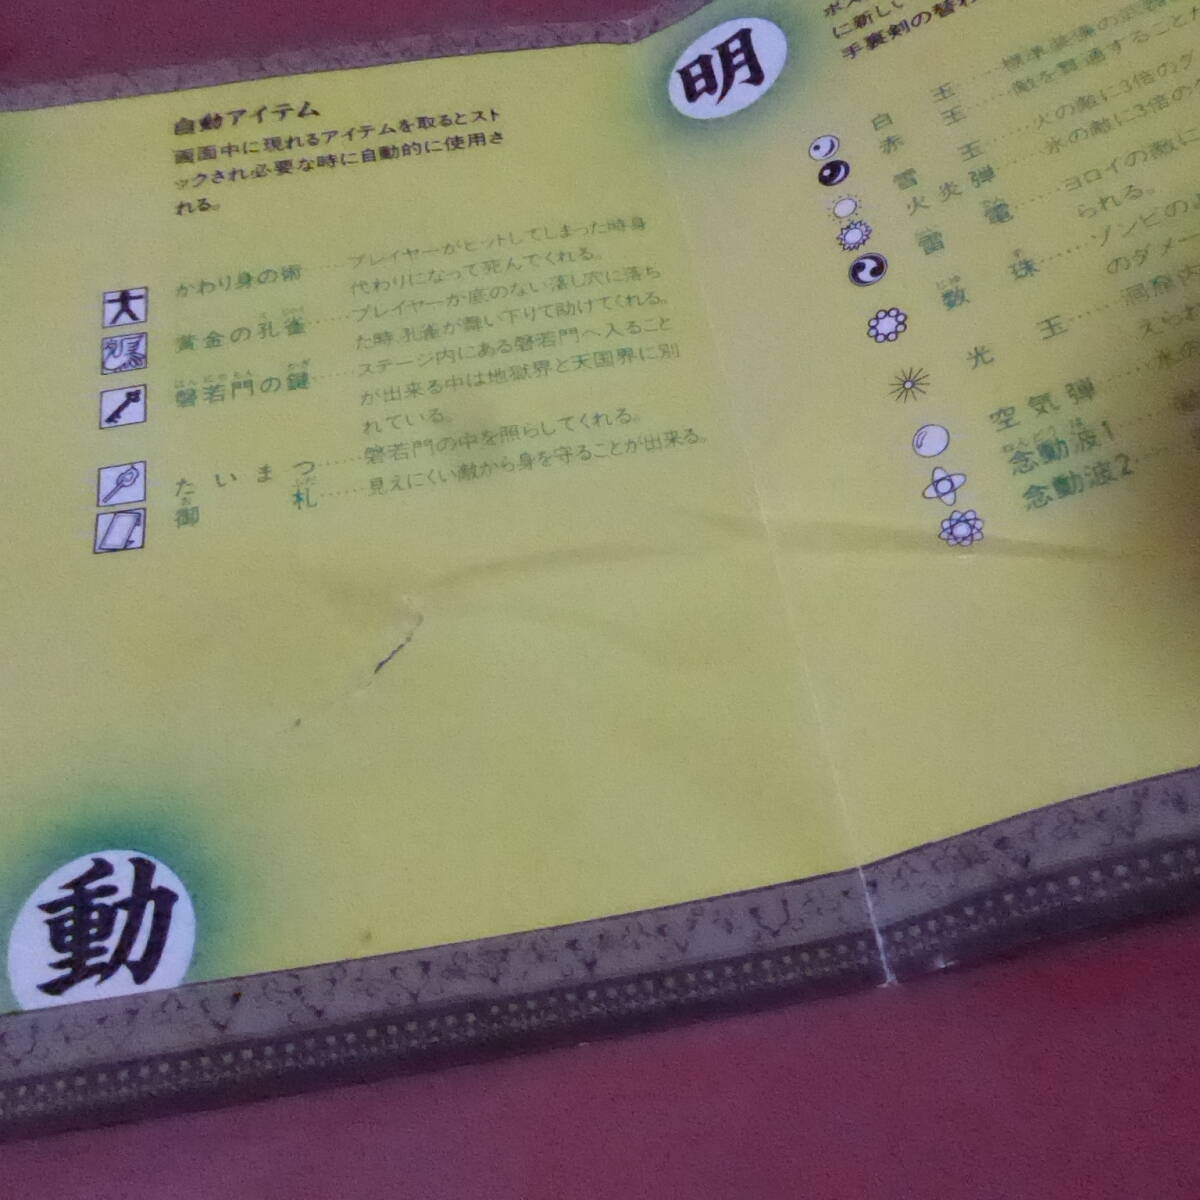 自動アイテム
画面中に現れるアイテムを取るとスト
ックされ必要な時に自動的に使用さ
れる。
かわり身の術……プレイヤーがヒットしてしまった時身
代わりになって死んでくれる。
黄金の孔雀……プレイヤーが底のない落し穴に落ち
た時、孔雀が舞い下りて助けてくれる。
磐若門の鍵……ステージ内にある磐若門へ入ること
が出来る中は地獄界と天国界に別
れている。
たいまつ……磐若門の中を照らしてくれる。
御札……見えにくい敵から身を守ることが出来る。
動
明
に新しい
手裏剣の替わ
白玉……標準装備の
赤玉……敵を貫通することが
雪玉……火の敵に3倍のダ
火炎弾……氷の敵に3倍の
雷電……ヨロイの敵に
られる。
数珠……ゾンビの
のダメー
光玉……洞窟内
えられ
空気弾……水の
念動波1
念動波2